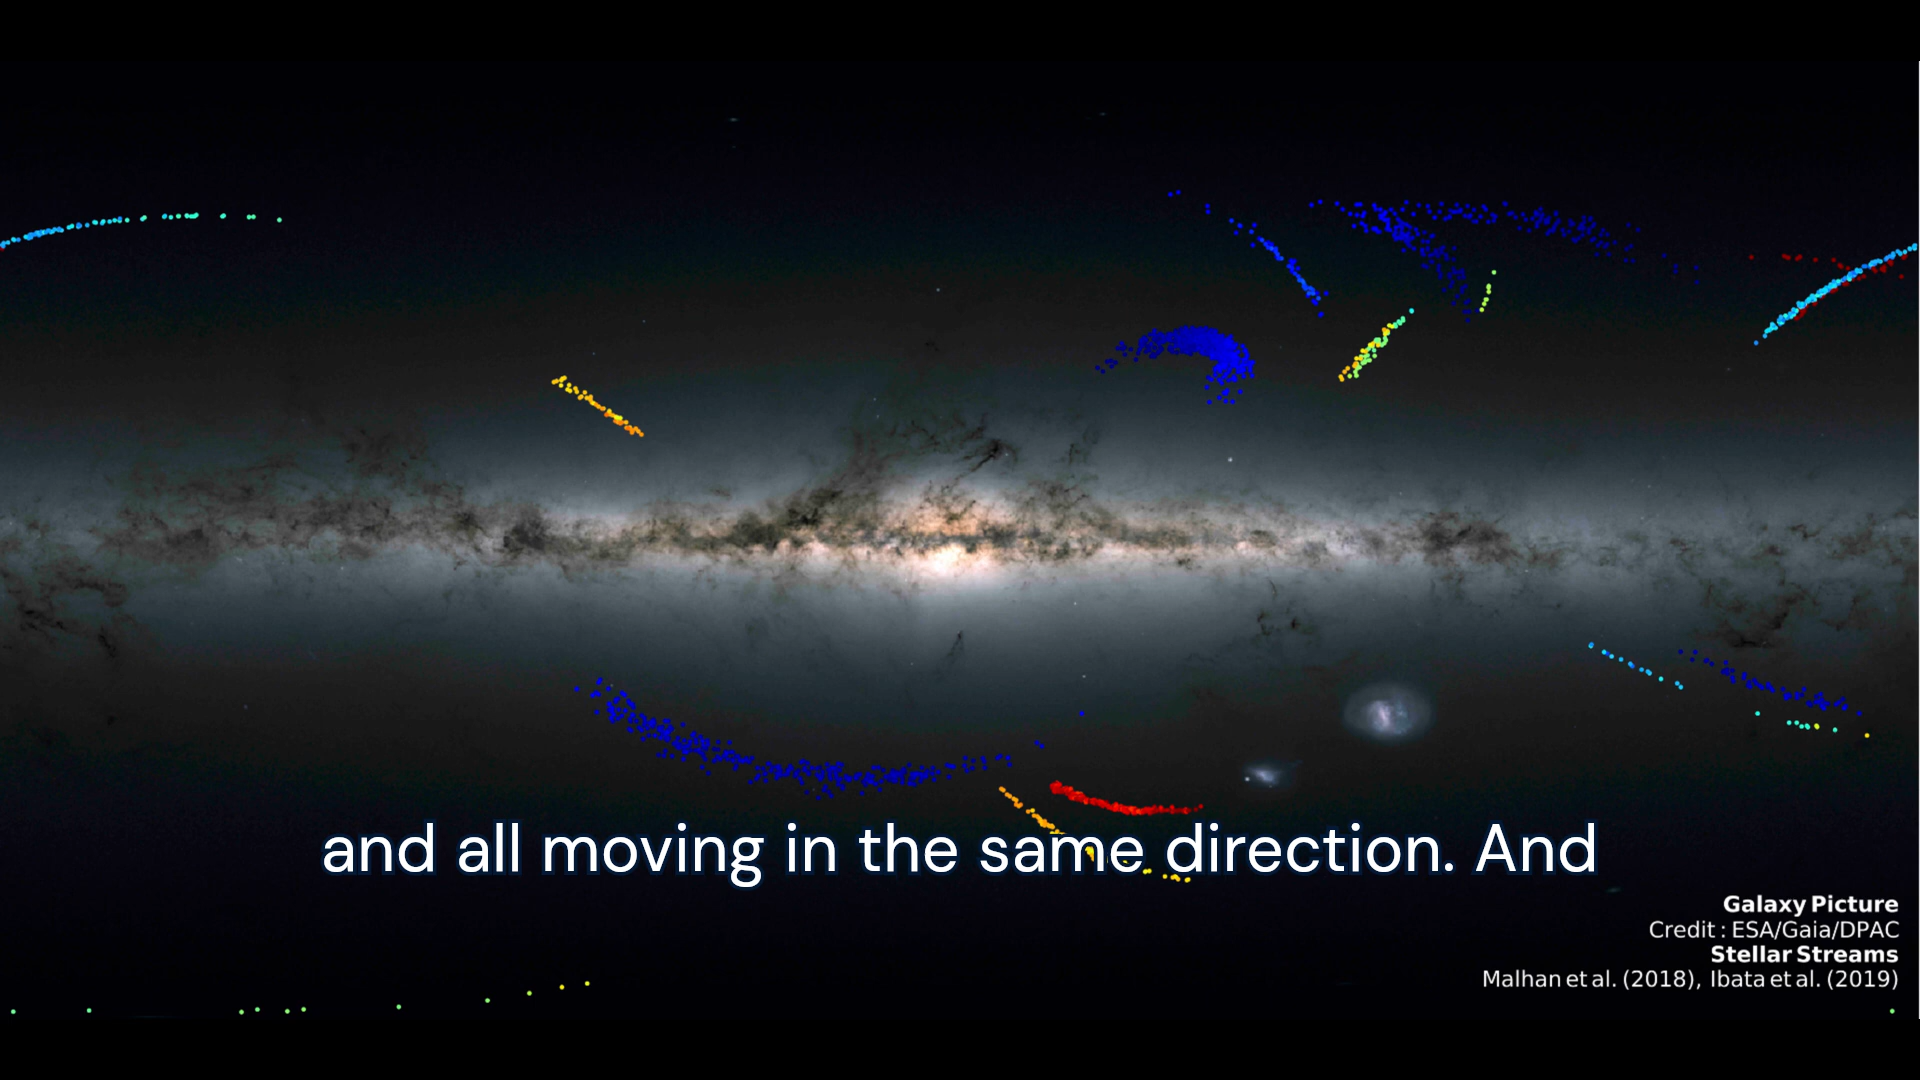 and all moving in the same direction. And
Galaxy Picture
Credit : ESA/Gaia/DPAC
Stellar Streams
Malhan et al. (2018), Ibata et al. (2019)